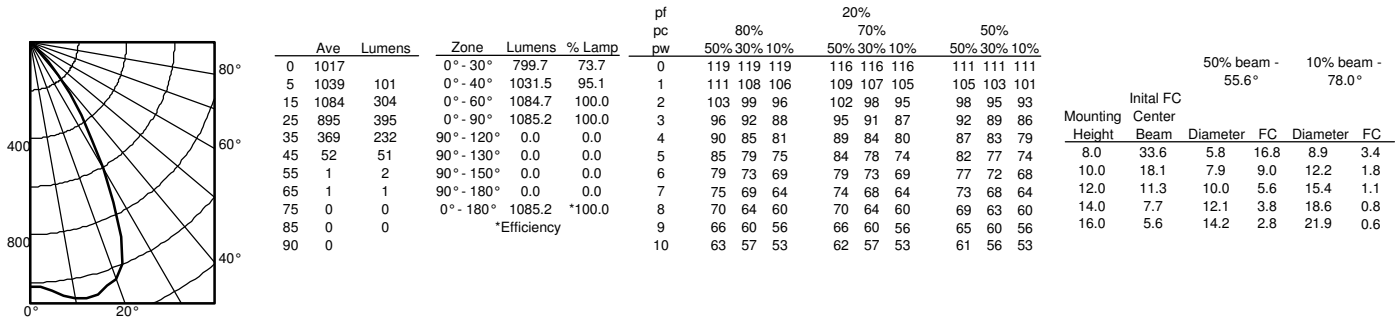 400
800
0°
20°
40°
60°
80°
Ave Lumens
0 1017
5 1039 101
15 1084 304
25 895 395
35 369 232
45 52 51
55 1 2
65 1 1
75 0 0
85 0 0
90 0
Zone Lumens % Lamp
0°- 30° 799.7 73.7
0°- 40° 1031.5 95.1
0°- 60° 1084.7 100.0
0°- 90° 1085.2 100.0
90°- 120° 0.0 0.0
90°- 130° 0.0 0.0
90°- 150° 0.0 0.0
90°- 180° 0.0 0.0
0°- 180° 1085.2 *100.0
*Efficiency
pf 20%
pc 80% 70% 50%
pw 50% 30% 10% 50% 30% 10% 50% 30% 10%
0 119 119 119 116 116 116 111 111 111
1 111 108 106 109 107 105 105 103 101
2 103 99 96 102 98 95 98 95 93
3 96 92 88 95 91 87 92 89 86
4 90 85 81 89 84 80 87 83 79
5 85 79 75 84 78 74 82 77 74
6 79 73 69 79 73 69 77 72 68
7 75 69 64 74 68 64 73 68 64
8 70 64 60 70 64 60 69 63 60
9 66 60 56 66 60 56 65 60 56
10 63 57 53 62 57 53 61 56 53
50% beam - 10% beam -
55.6° 78.0°
Inital FC
Mounting Center
Height Beam Diameter FC Diameter FC
8.0 33.6 5.8 16.8 8.9 3.4
10.0 18.1 7.9 9.0 12.2 1.8
12.0 11.3 10.0 5.6 15.4 1.1
14.0 7.7 12.1 3.8 18.6 0.8
16.0 5.6 14.2 2.8 21.9 0.6